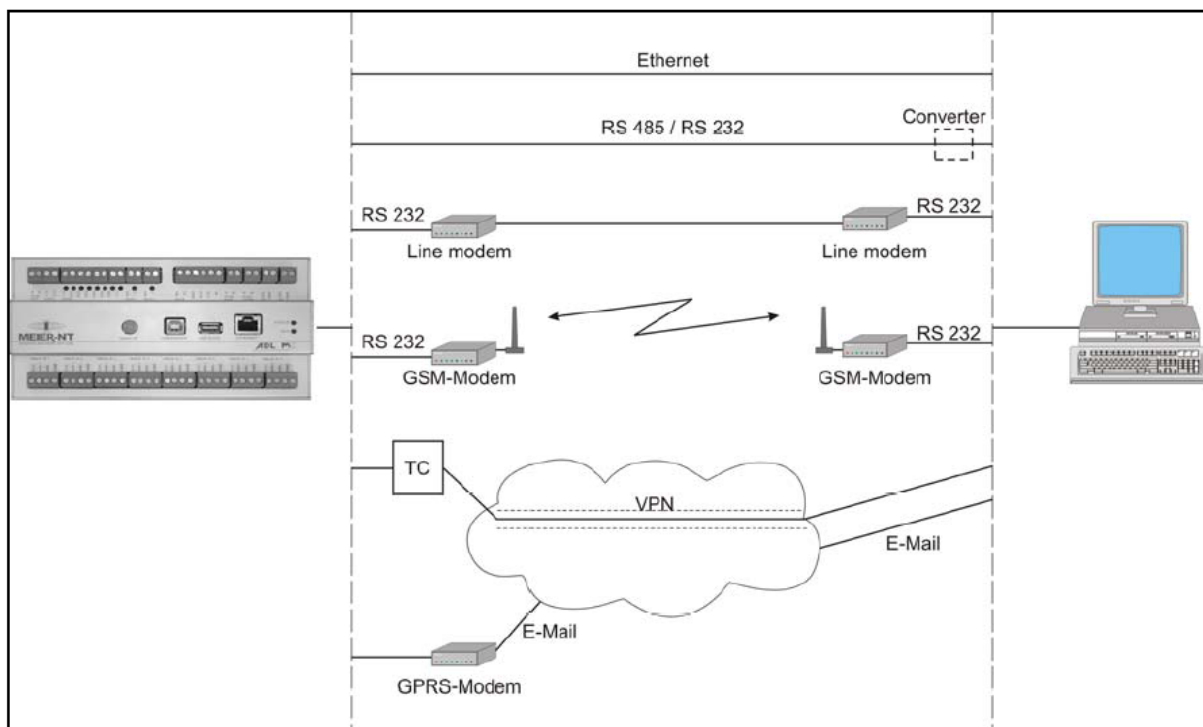 Ethernet
RS 485 / RS 232
Converter
RS 232
RS 232
Line modem
Line modem
MEIER-NT
RS 232
RS 232
GSM-Modem
GSM-Modem
TC
VPN
E-Mail
E-Mail
GPRS-Modem